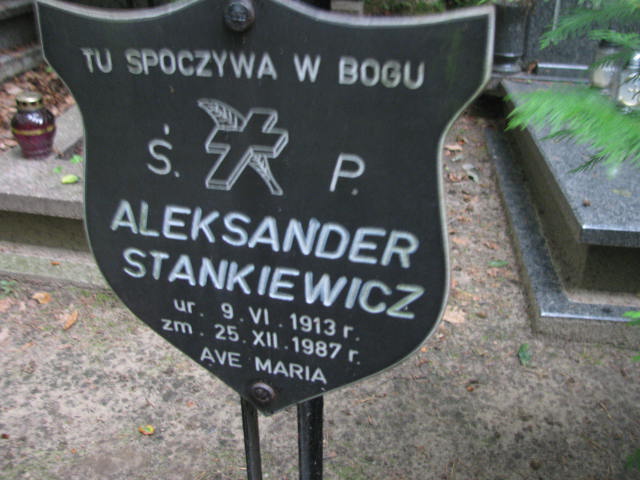 TU SPOCZYWA W BOGU
Ś. P.
ALEKSANDER
STANKIEWICZ
ur. 9.VI.1913 r.
zm. 25.XII.1987 r.
AVE MARIA